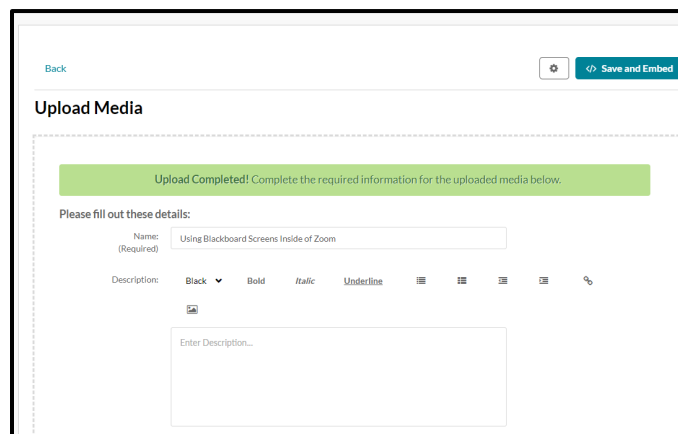 Back
</> Save and Embed
Upload Media
Upload Completed! Complete the required information for the uploaded media below.
Please fill out these details:
Name:
(Required)
Using Blackboard Screens Inside of Zoom
Description:
Black Bold Italic Underline
Enter Description...